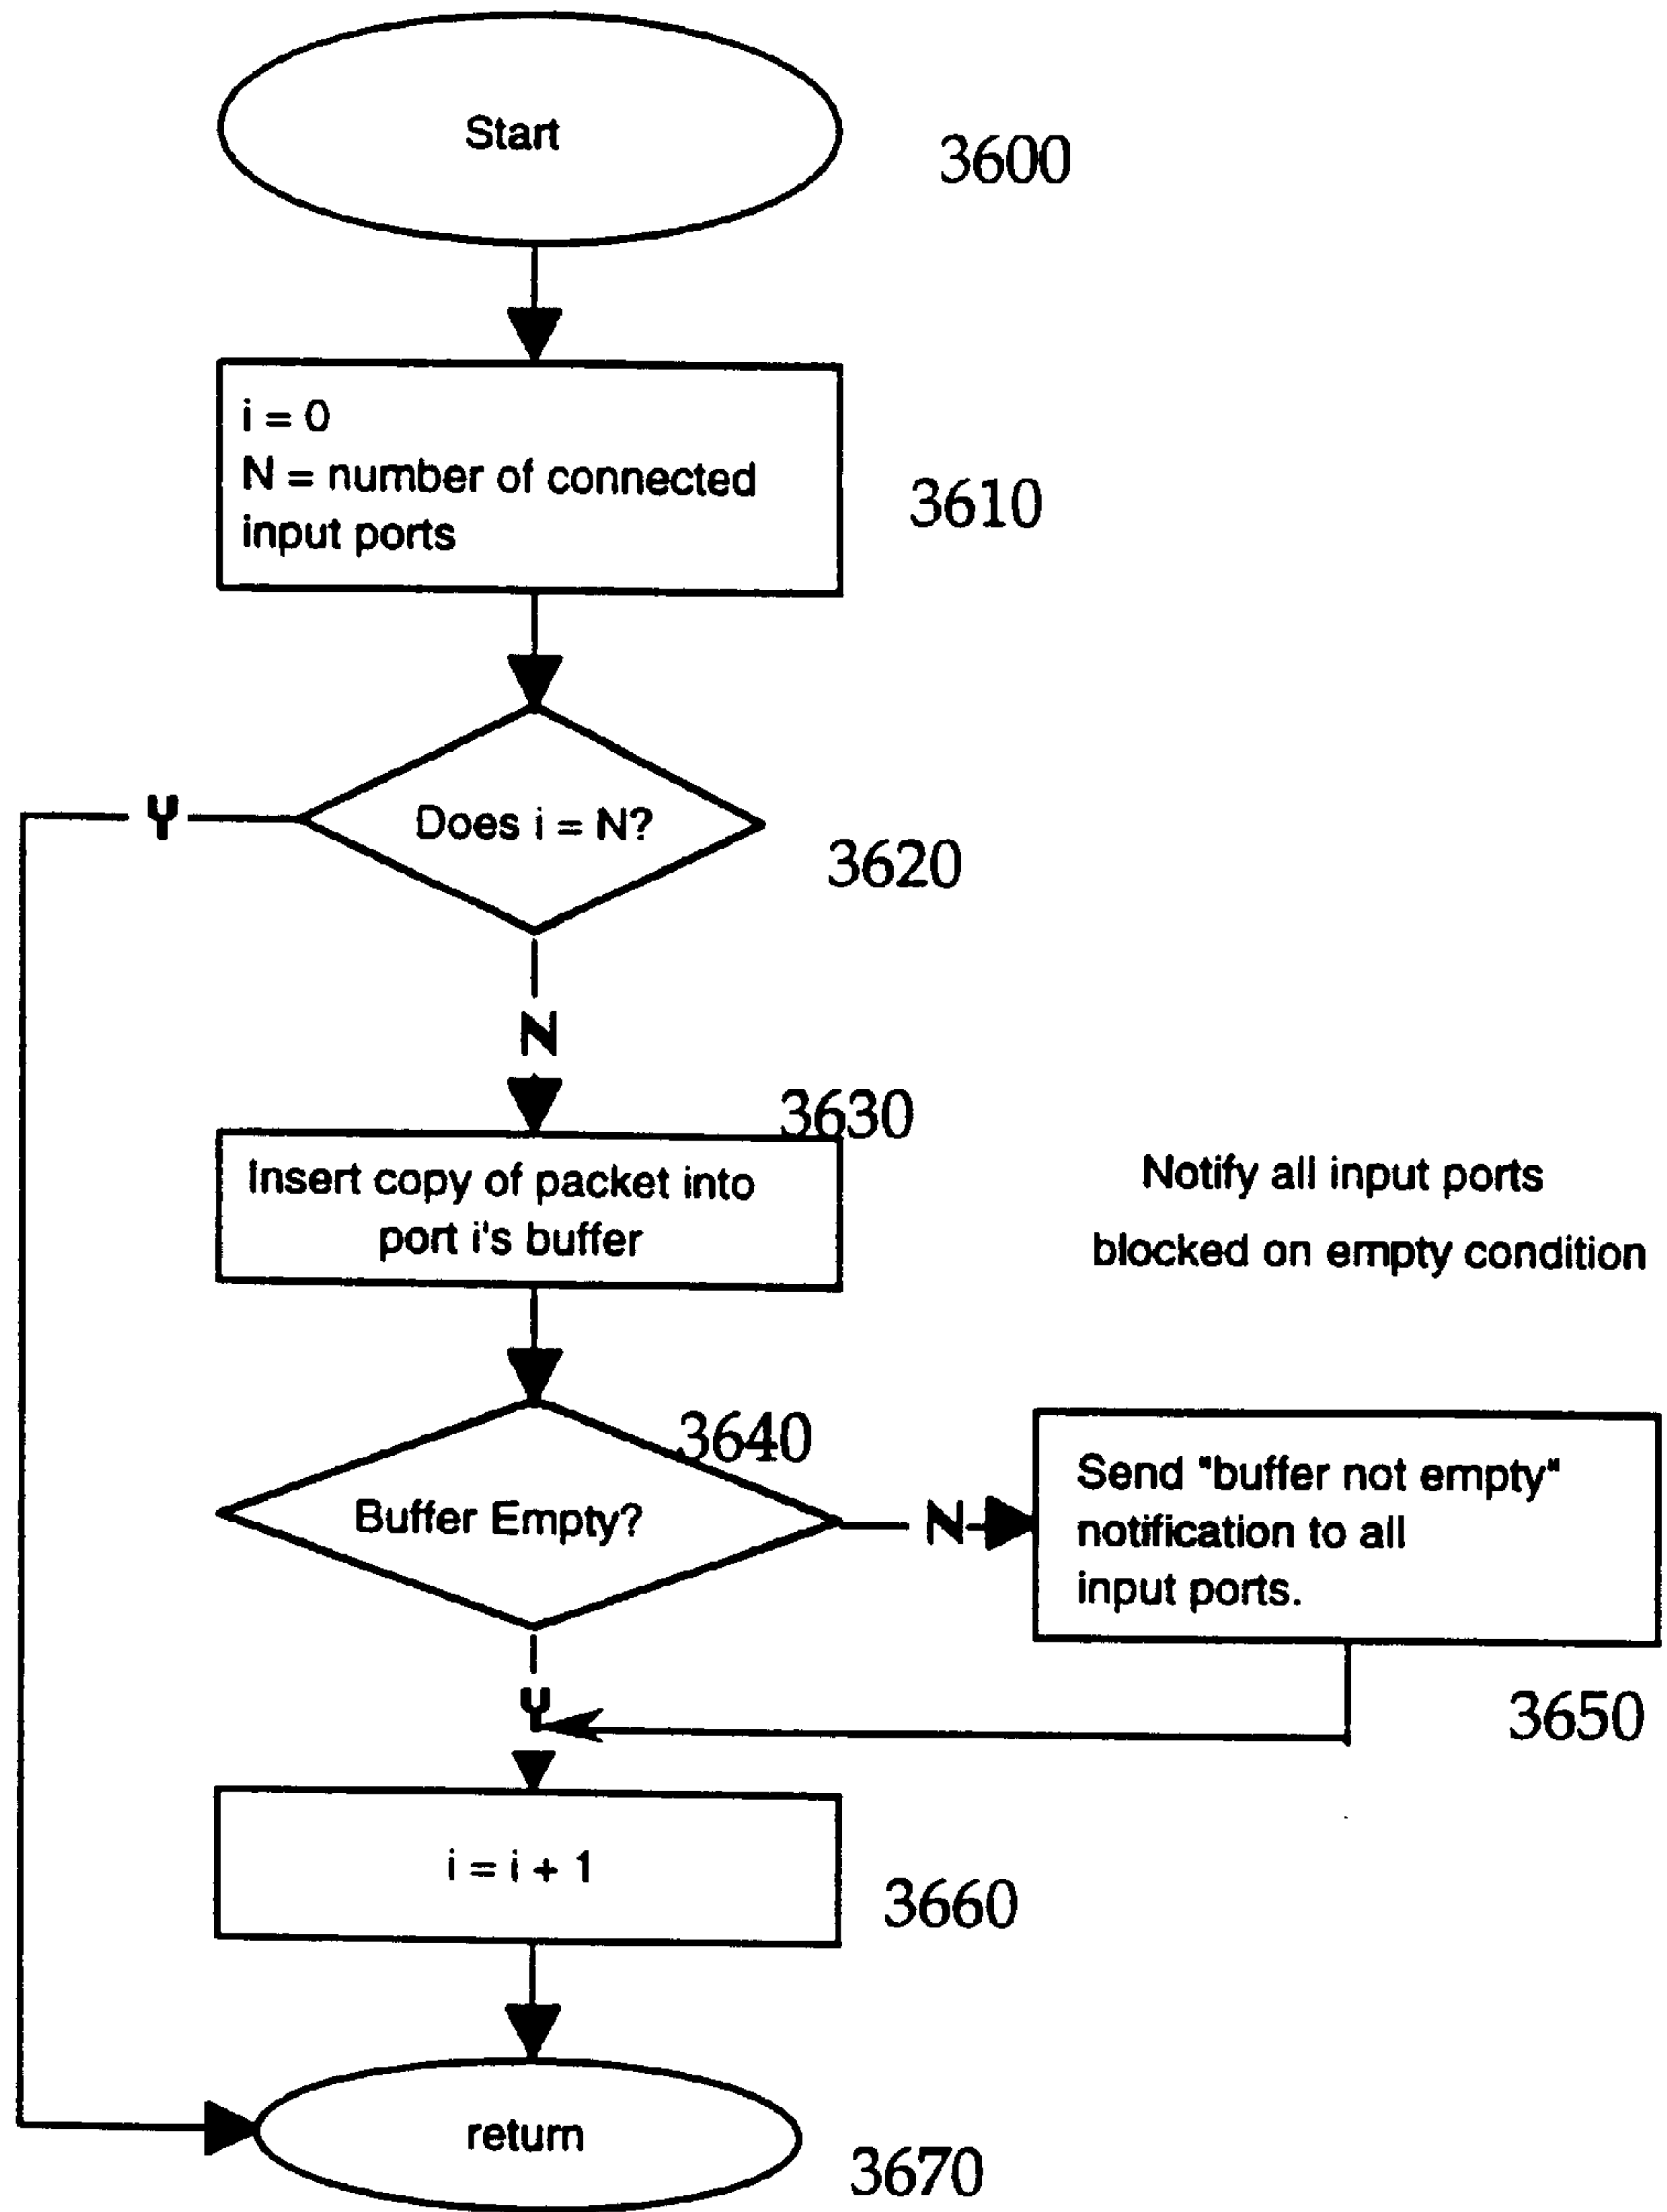 Start
3600
i = 0
N = number of connected
input ports
3610
Does i = N?
Y
3620
N
3630
Insert copy of packet into
port i's buffer
Notify all input ports
blocked on empty condition
3640
Buffer Empty?
N
Send "buffer not empty"
notification to all
input ports.
Y
3650
i = i + 1
3660
return
3670